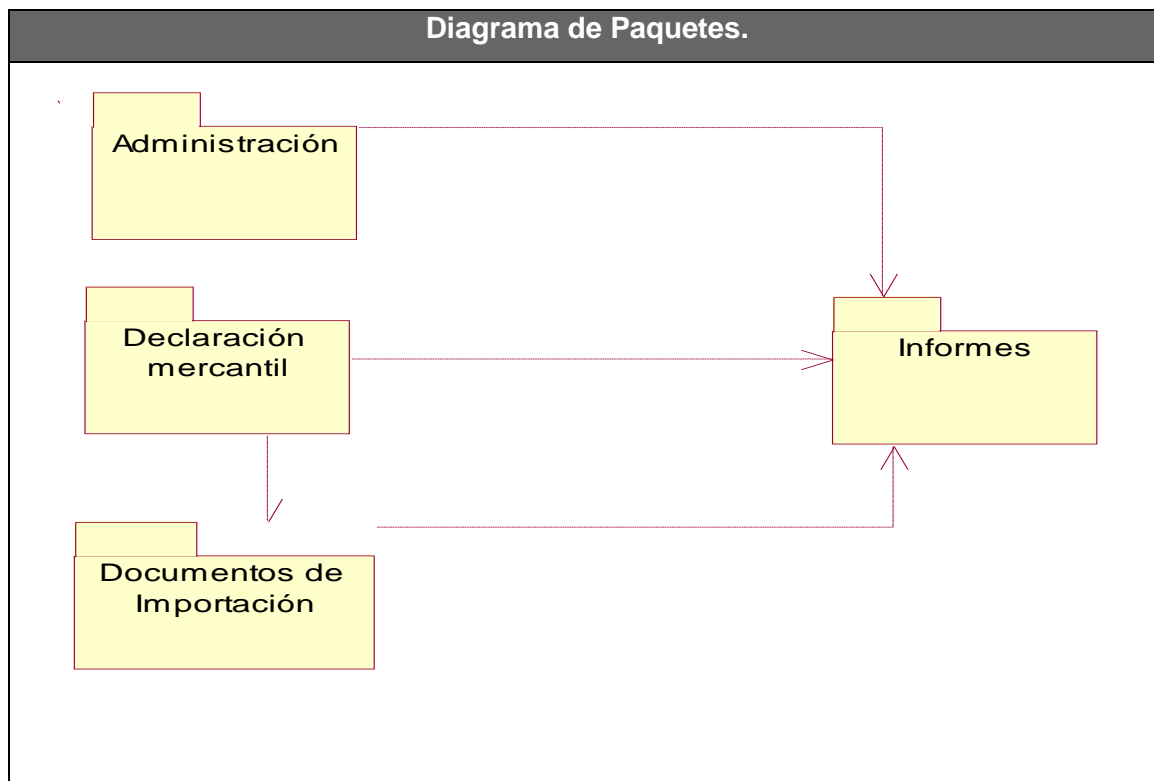 Diagrama de Paquetes.
Administración
Declaración
mercantil
Informes
Documentos de
Importación